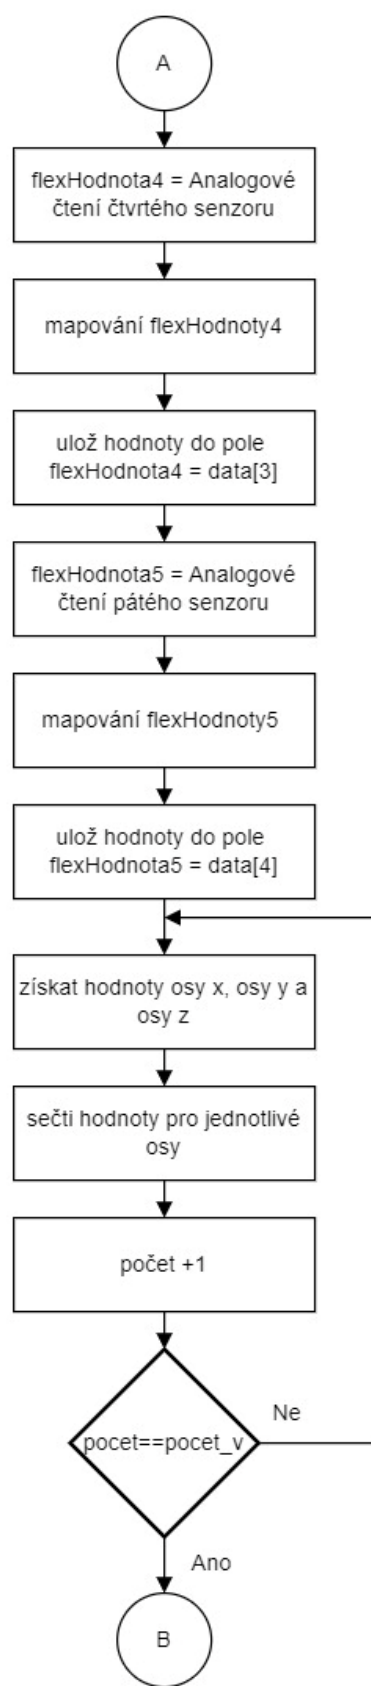 A
flexHodnota4 = Analogové
čtení čtvrtého senzoru
mapování flexHodnoty4
ulož hodnoty do pole
flexHodnota4 = data[3]
flexHodnota5 = Analogové
čtení pátého senzoru
mapování flexHodnoty5
ulož hodnoty do pole
flexHodnota5 = data[4]
získat hodnoty osy x, osy y a
osy z
sečti hodnoty pro jednotlivé
osy
počet +1
pocet==pocet_v
Ne
Ano
B